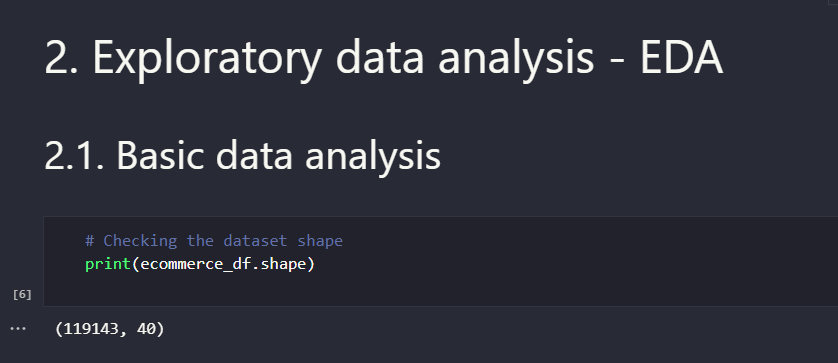 2. Exploratory data analysis - EDA
2.1. Basic data analysis
# Checking the dataset shape
print(ecommerce_df.shape)
[6]
... (119143, 40)